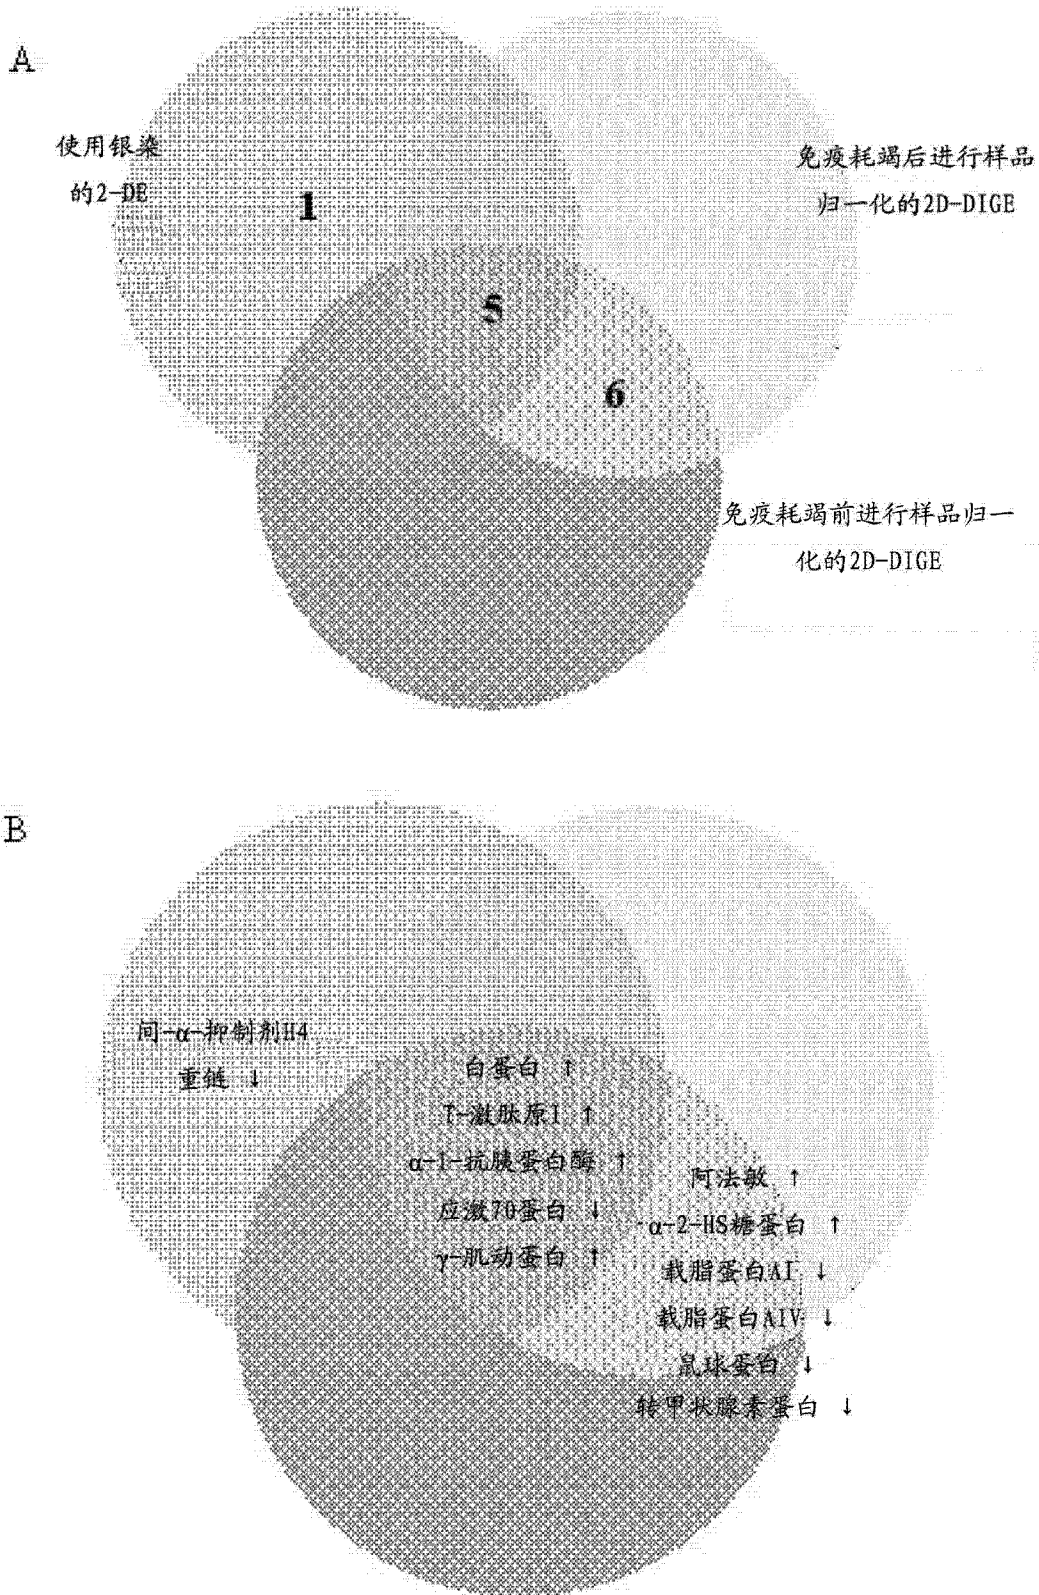 A
使用银染
的2-DE
1
免疫耗竭后进行样品
归一化的2D-DIGE
5
6
免疫耗竭前进行样品归一
化的2D-DIGE
B
间-α-抑制剂H4
重链 ↓
白蛋白 ↑
T-激肽原I ↑
α-1-抗胰蛋白酶 ↑
应激70蛋白 ↓
γ-肌动蛋白 ↑
阿法敏 ↑
α-2-HS糖蛋白 ↑
载脂蛋白AI ↓
载脂蛋白AIV ↓
鼠球蛋白 ↓
转甲状腺素蛋白 ↓